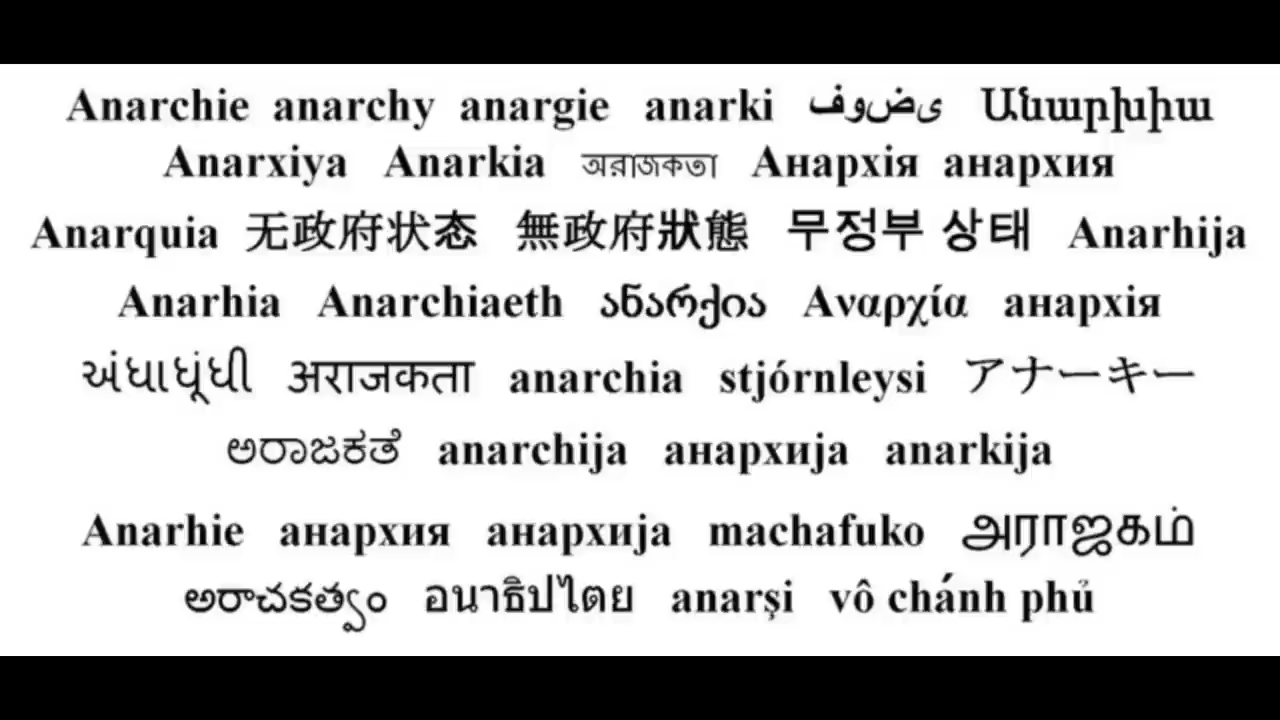 Anarchie anarchy anargie anarki ف و ض ى Անարխիա
Anarxiya Anarkia অরাজকতা Анархія анархия
Anarquia 无政府状态 無政府狀態 무정부 상태 Anarhija
Anarhia Anarchiaeth ანარქია Αναρχία анархія
અંધાધૂંધી अराजकता anarchia stjórnleysi アナーキー
ಅರಾಜಕತೆ anarchija анархија anarkija
Anarhie анархия анархија machafuko அராஜகம்
అరాచకత్వం อนาธิปไตย anarşi vô chánh phủ